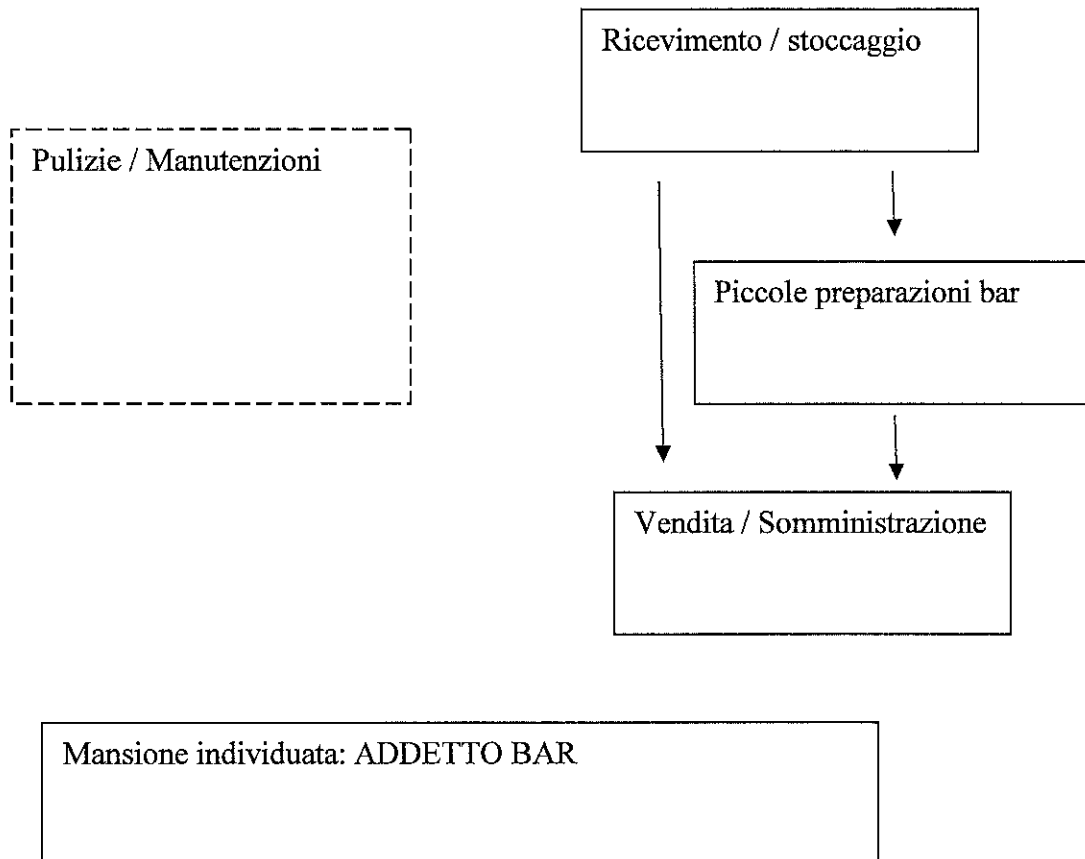 Ricevimento / stoccaggio
Pulizie / Manutenzioni
Piccole preparazioni bar
Vendita / Somministrazione
Mansione individuata: ADDETTO BAR